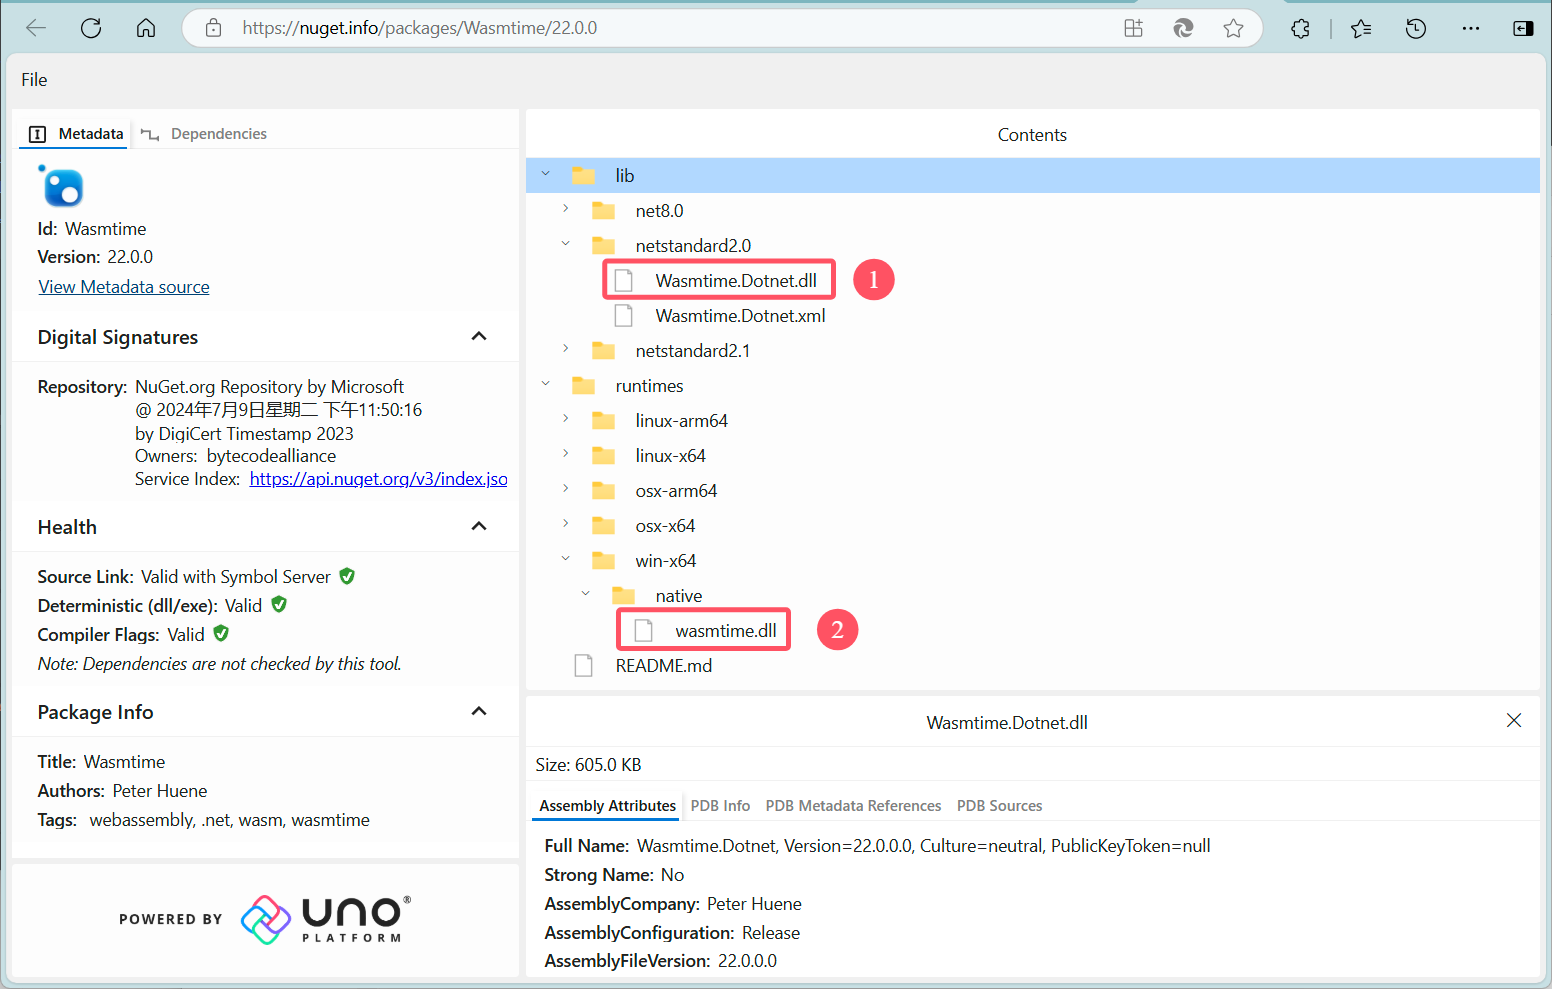 https://nuget.info/packages/Wasmtime/22.0.0
File
Metadata
Dependencies
Id: Wasmtime
Version: 22.0.0
View Metadata source
Digital Signatures
Repository: NuGet.org Repository by Microsoft
@ 2024年7月9日星期二 下午11:50:16
by DigiCert Timestamp 2023
Owners: bytecodealliance
Service Index: https://api.nuget.org/v3/index.jso
Health
Source Link: Valid with Symbol Server
Deterministic (dll/exe): Valid
Compiler Flags: Valid
Note: Dependencies are not checked by this tool.
Package Info
Title: Wasmtime
Authors: Peter Huene
Tags: webassembly, .net, wasm, wasmtime
POWERED BY
uno®
PLATFORM
Contents
lib
net8.0
netstandard2.0
Wasmtime.Dotnet.dll
1
Wasmtime.Dotnet.xml
netstandard2.1
runtimes
linux-arm64
linux-x64
osx-arm64
osx-x64
win-x64
native
wasmtime.dll
2
README.md
Wasmtime.Dotnet.dll
Size: 605.0 KB
Assembly Attributes PDB Info PDB Metadata References PDB Sources
Full Name: Wasmtime.Dotnet, Version=22.0.0.0, Culture=neutral, PublicKeyToken=null
Strong Name: No
AssemblyCompany: Peter Huene
AssemblyConfiguration: Release
AssemblyFileVersion: 22.0.0.0